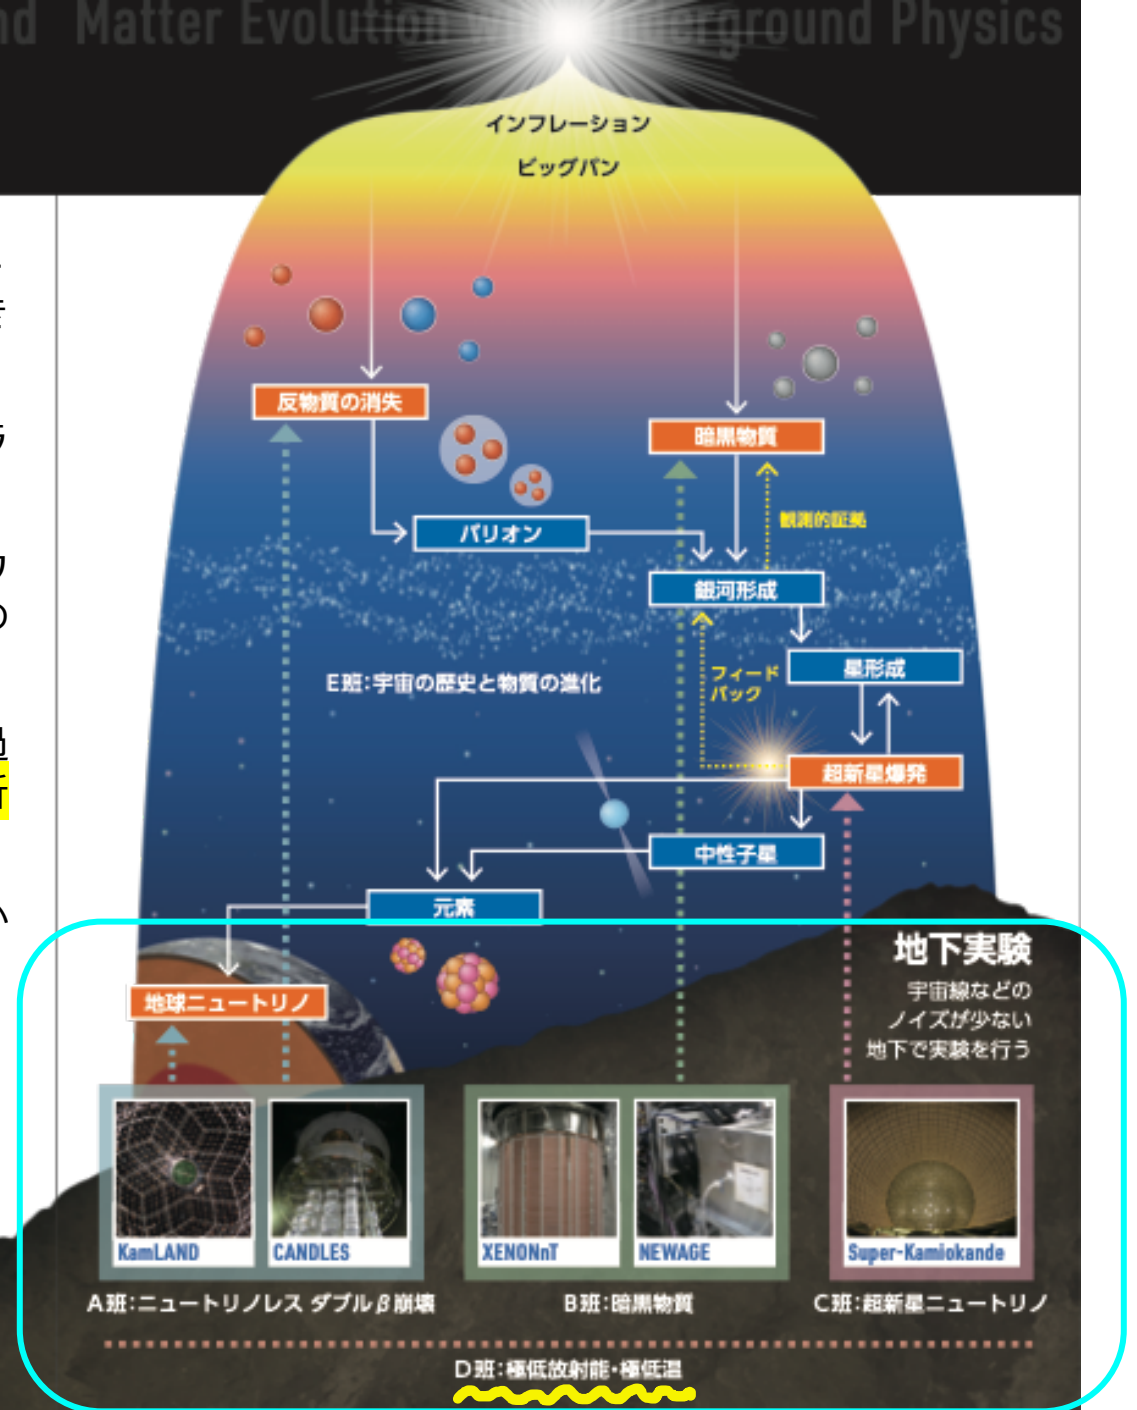 Matter Evolution w underground Physics
インフレーション
ビッグバン
反物質の消失
暗黒物質
観測的証拠
バリオン
銀河形成
星形成
フィード
バック
E班:宇宙の歴史と物質の進化
超新星爆発
中性子星
元素
地下実験
宇宙線などの
ノイズが少ない
地下で実験を行う
地球ニュートリノ
KamLAND
CANDLES
XENONnT
NEWAGE
Super-Kamiokande
A班:ニュートリノレス ダブルβ崩壊
B班:暗黒物質
C班:超新星ニュートリノ
D班:極低放射能・極低温